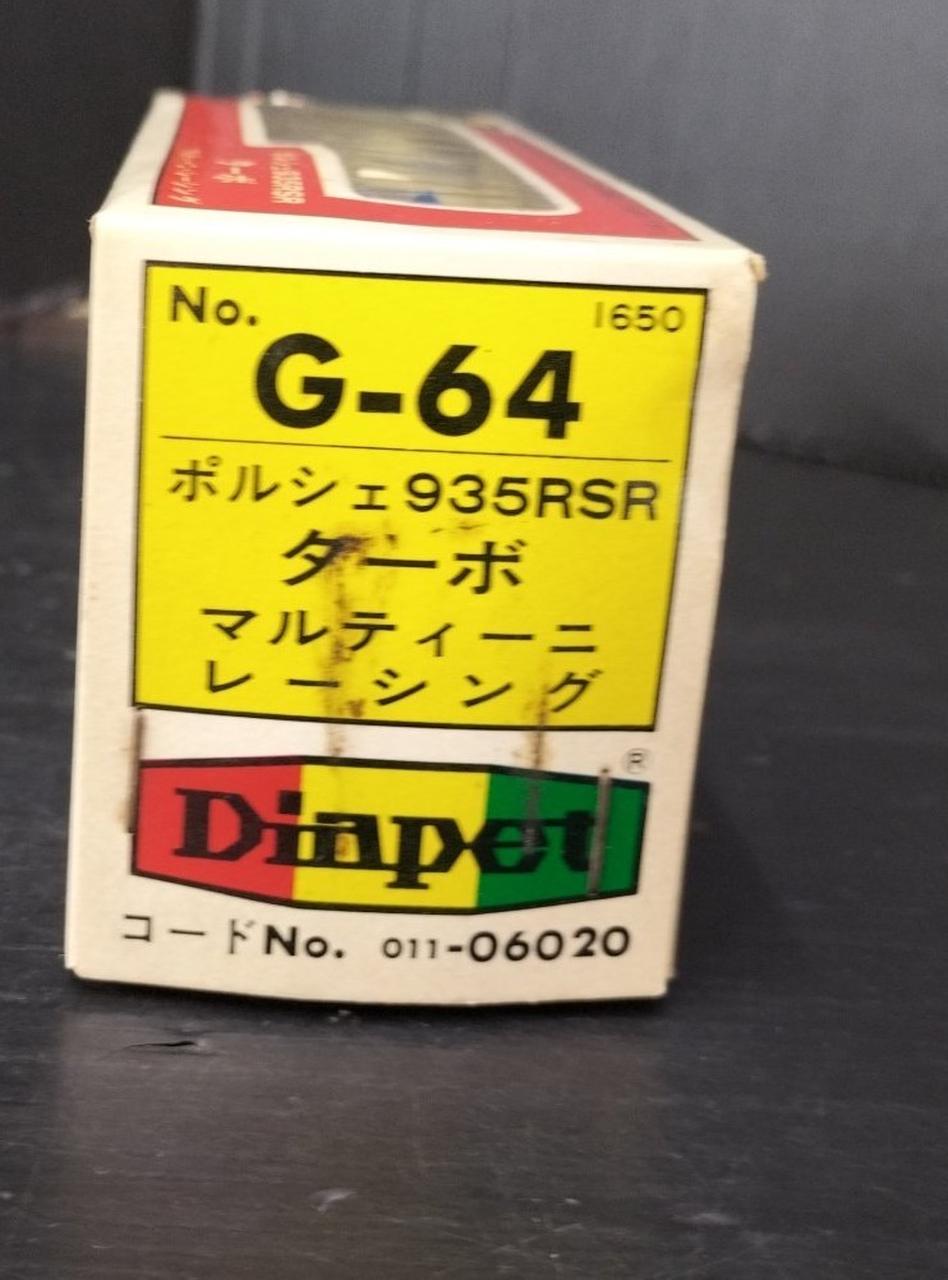 No. 1650
G-64
ポルシェ935RSR
ターボ
マルティーニ
レーシング
®
Diapet
コードNo. 011-06020